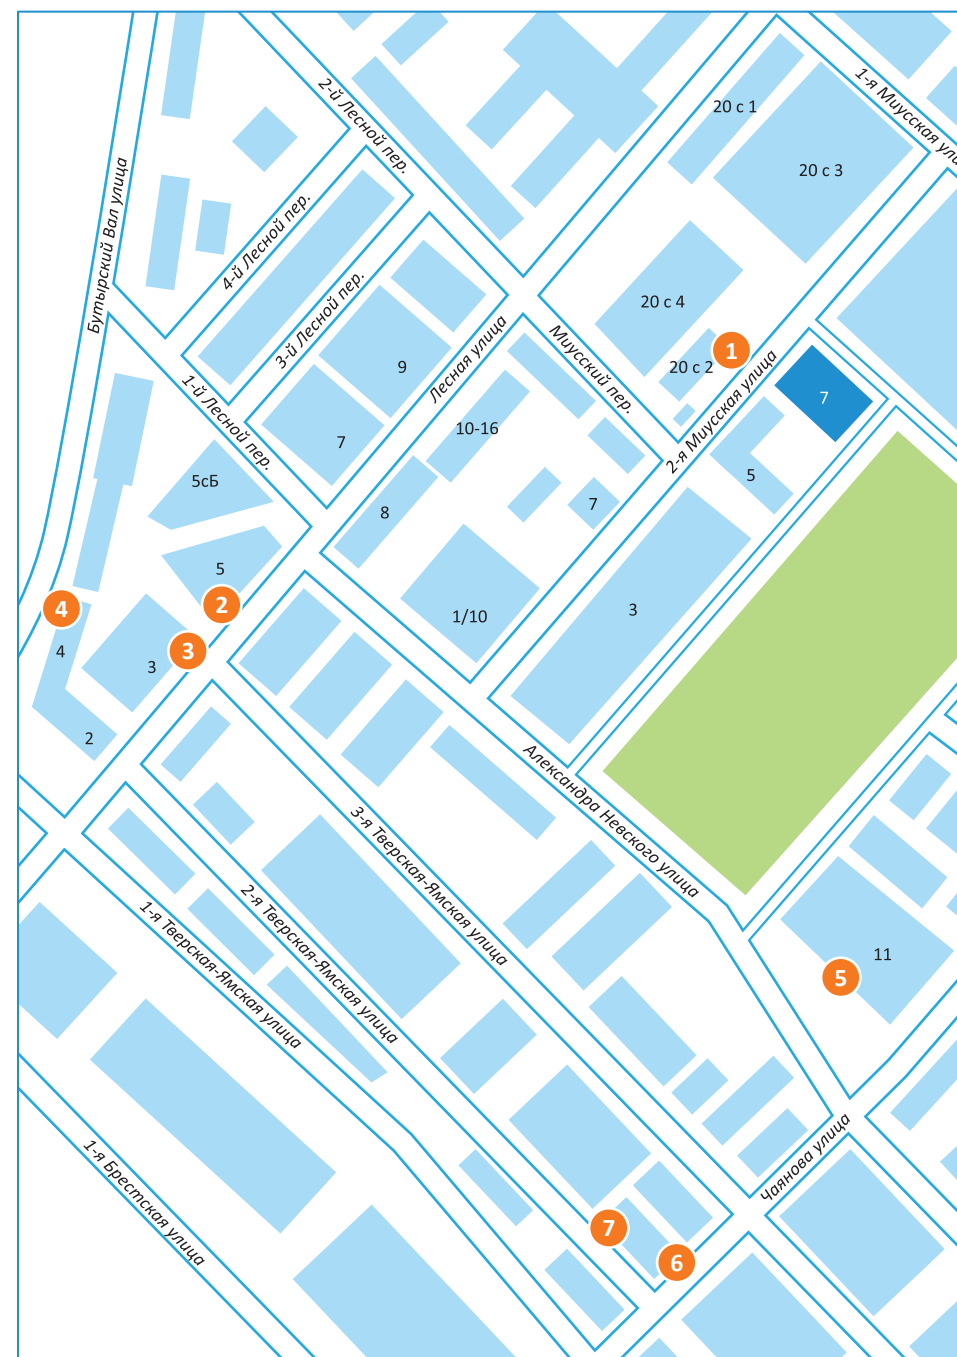 1-я Миусская ули
2-й Лесной пер.
20 с 1
20 с 3
Бутырский Вал улица
4-й Лесной пер.
3-й Лесной пер.
20 с 4
Миусский пер.
1
20 с 2
Лесная улица
9
2-я Миусская улица
7
1-й Лесной пер.
10-16
7
5
5сБ
8
7
5
4
2
1/10
3
3
4
3
2
Александра Невского улица
3-я Тверская-Ямская улица
2-я Тверская-Ямская улица
1-я Тверская-Ямская улица
11
5
Чаянова улица
1-я Брестская улица
7
6